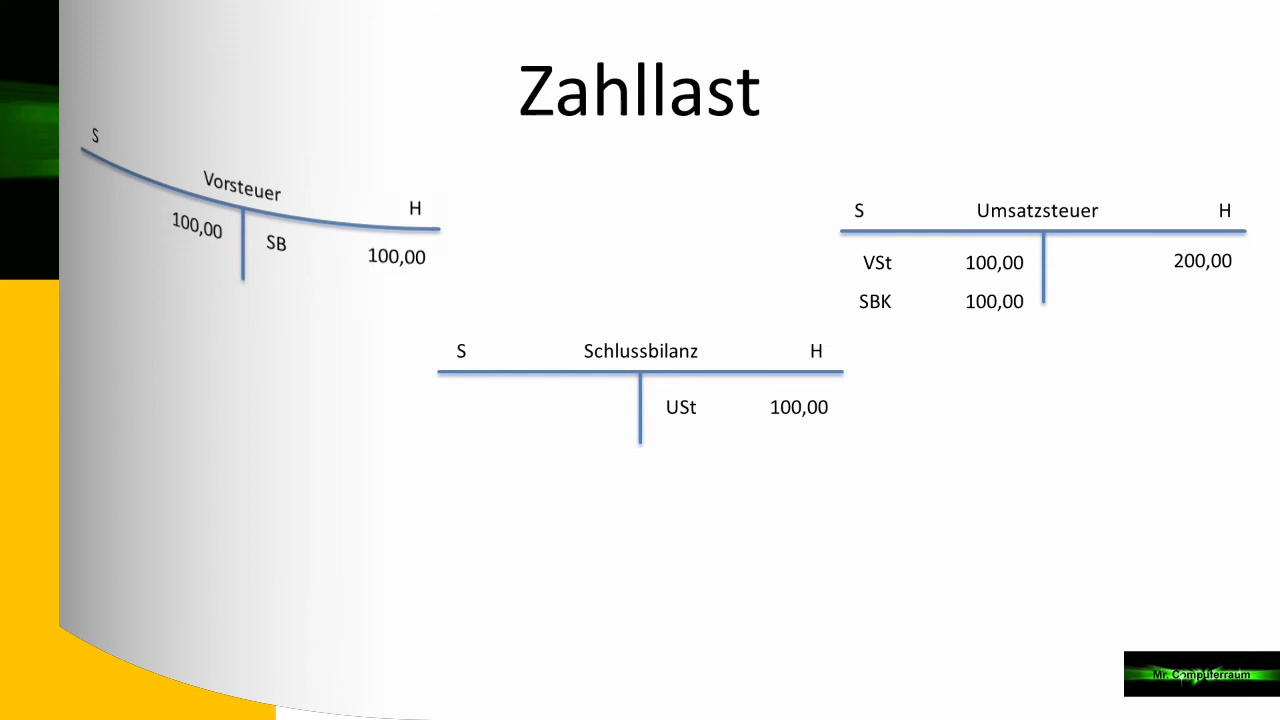 Zahllast
S Vorsteuer H
100,00 SB 100,00
S Umsatzsteuer H
VSt 100,00 200,00
SBK 100,00
S Schlussbilanz H
USt 100,00
Mr. Computerraum